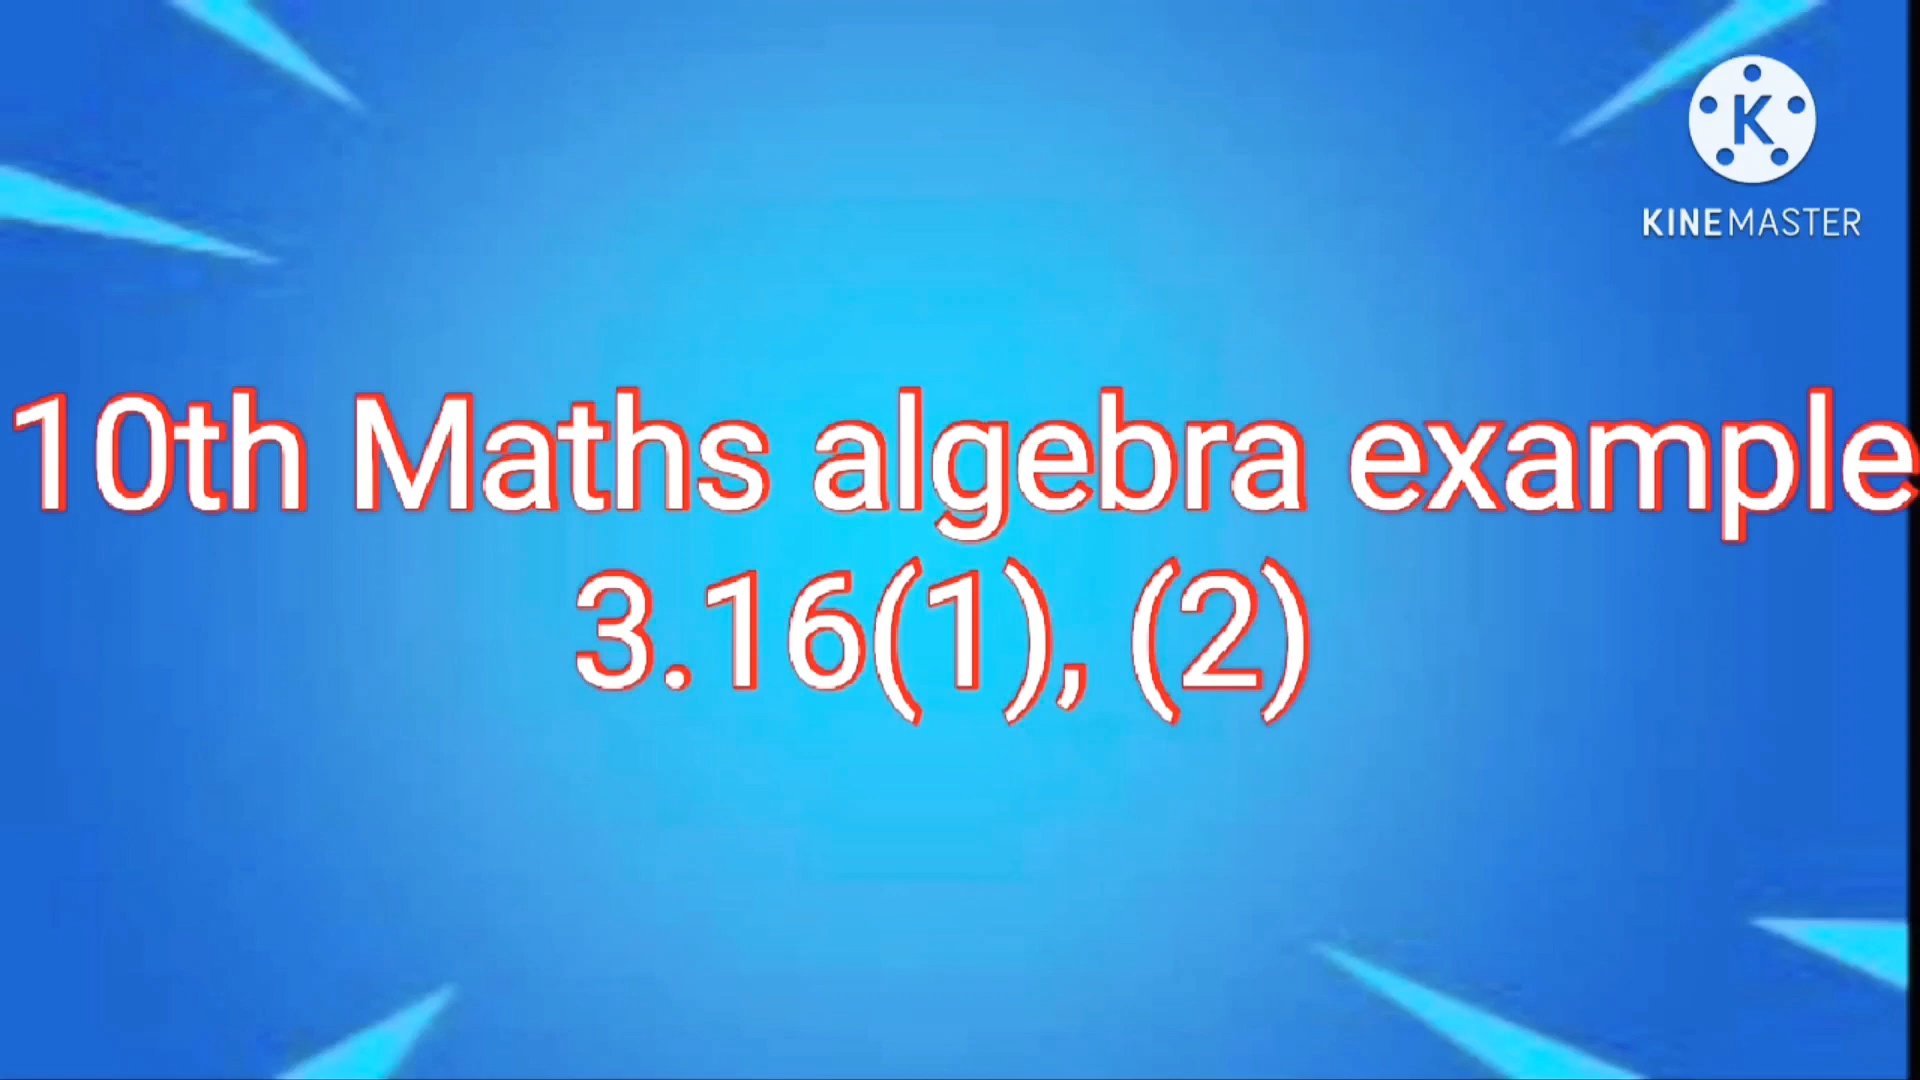 K
KINEMASTER
10th Maths algebra example
3.16(1), (2)